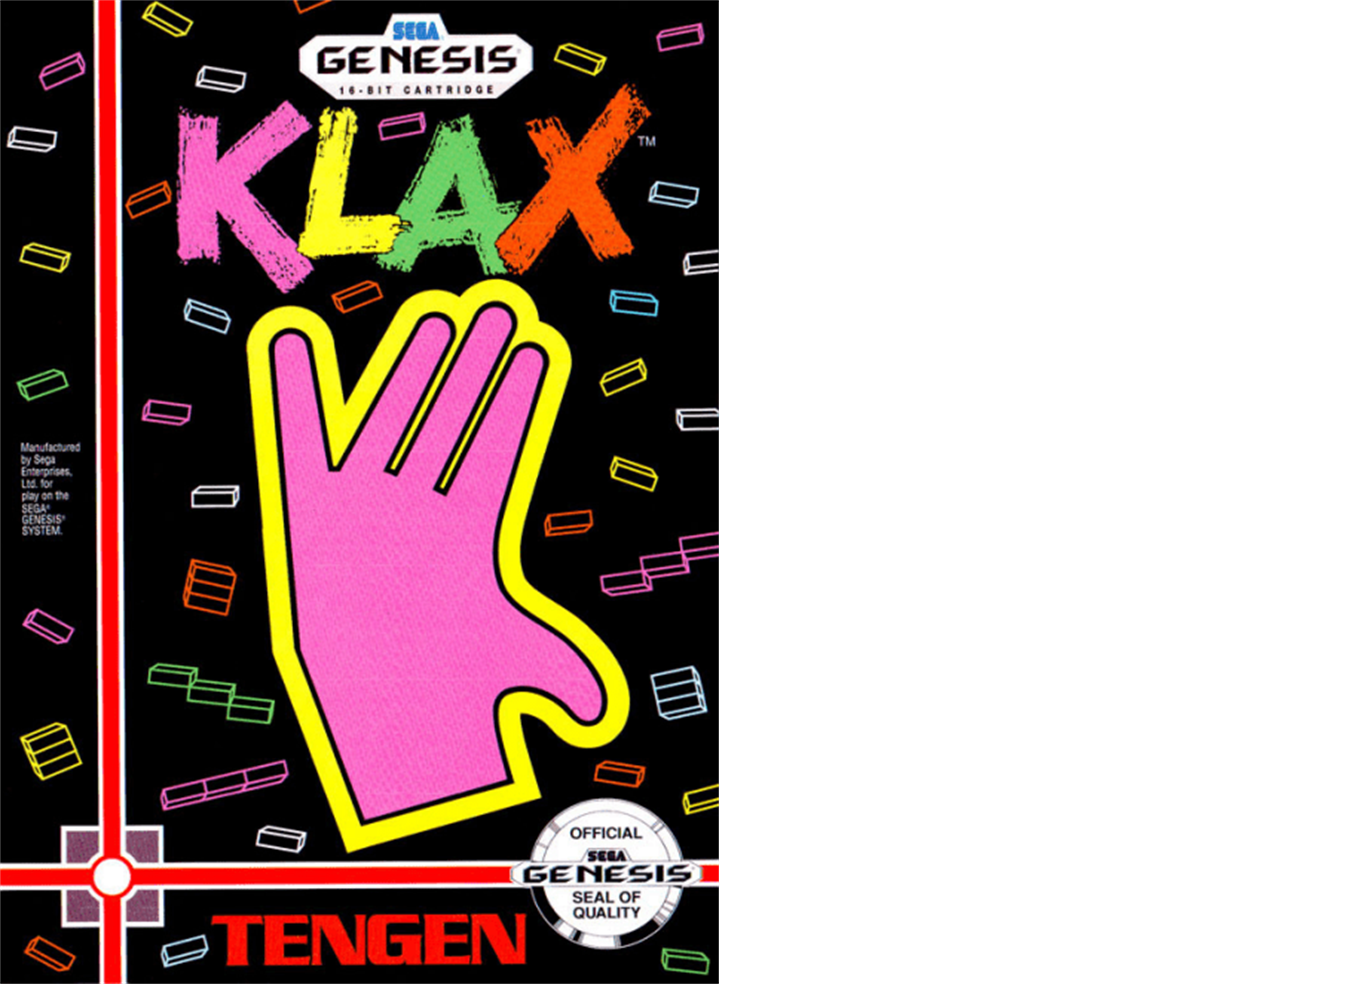 SEGA
GENESIS
16-BIT CARTRIDGE
KLAX
TM
Manufactured
by Sega
Enterprises,
Ltd. for
play on the
SEGA®
GENESIS®
SYSTEM.
OFFICIAL
SEGA
GENESIS
SEAL OF
QUALITY
TENGEN